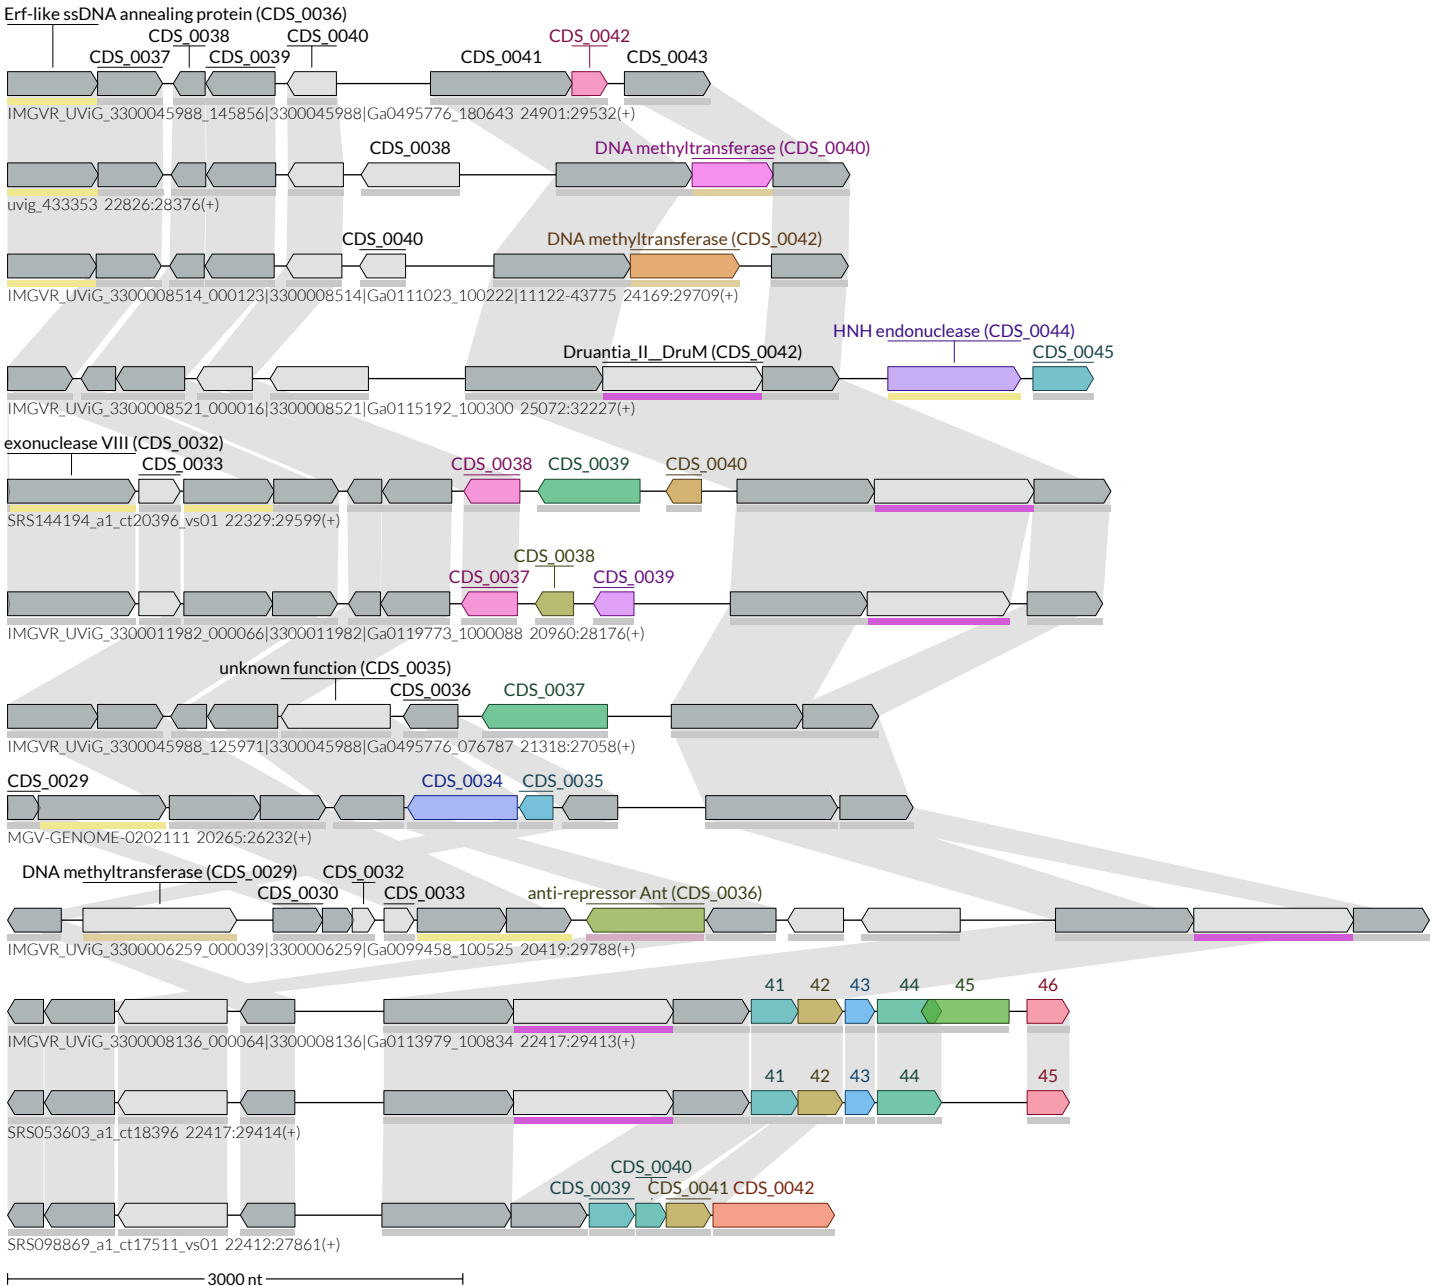 Erf-like ssDNA annealing protein (CDS_0036)
CDS_0038 CDS_0040 CDS_0042
CDS_0037 CDS_0039 CDS_0041 CDS_0043
IMGVR_UViG_3300045988_145856|3300045988|Ga0495776_180643 24901:29532(+)
CDS_0038 DNA methyltransferase (CDS_0040)
uvig_433353 22826:28376(+)
CDS_0040 DNA methyltransferase (CDS_0042)
IMGVR_UViG_3300008514_000123|3300008514|Ga0111023_100222|11122-43775 24169:29709(+)
HNH endonuclease (CDS_0044)
Druantia_II__DruM (CDS_0042) CDS_0045
IMGVR_UViG_3300008521_000016|3300008521|Ga0115192_100300 25072:32227(+)
exonuclease VIII (CDS_0032)
CDS_0033 CDS_0038 CDS_0039 CDS_0040
SRS144194_a1_ct20396_vs01 22329:29599(+)
CDS_0038
CDS_0037 CDS_0039
IMGVR_UViG_3300011982_000066|3300011982|Ga0119773_1000088 20960:28176(+)
unknown function (CDS_0035)
CDS_0036 CDS_0037
IMGVR_UViG_3300045988_125971|3300045988|Ga0495776_076787 21318:27058(+)
CDS_0029 CDS_0034 CDS_0035
MGV-GENOME-0202111 20265:26232(+)
DNA methyltransferase (CDS_0029) CDS_0032
CDS_0030 CDS_0033 anti-repressor Ant (CDS_0036)
IMGVR_UViG_3300006259_000039|3300006259|Ga0099458_100525 20419:29788(+)
41 42 43 44 45 46
IMGVR_UViG_3300008136_000064|3300008136|Ga0113979_100834 22417:29413(+)
41 42 43 44 45
SRS053603_a1_ct18396 22417:29414(+)
CDS_0040
CDS_0039 CDS_0041 CDS_0042
SRS098869_a1_ct17511_vs01 22412:27861(+)
3000 nt